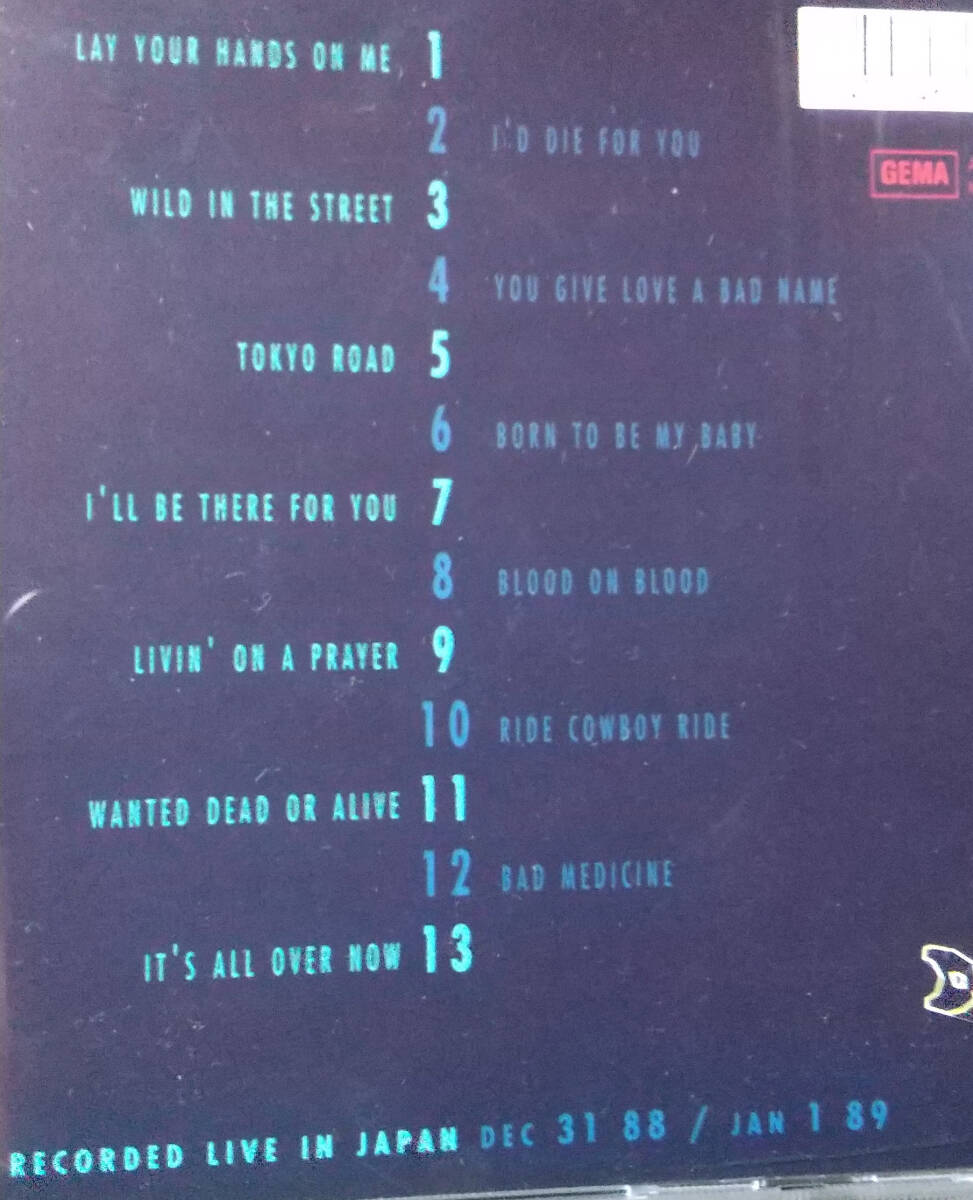 LAY YOUR HANDS ON ME 1
2 I'D DIE FOR YOU
GEMA
WILD IN THE STREET 3
4 YOU GIVE LOVE A BAD NAME
TOKYO ROAD 5
6 BORN TO BE MY BABY
I'LL BE THERE FOR YOU 7
8 BLOOD ON BLOOD
LIVIN' ON A PRAYER 9
10 RIDE COWBOY RIDE
WANTED DEAD OR ALIVE 11
12 BAD MEDICINE
IT'S ALL OVER NOW 13
RECORDED LIVE IN JAPAN DEC 31 88 / JAN 1 89